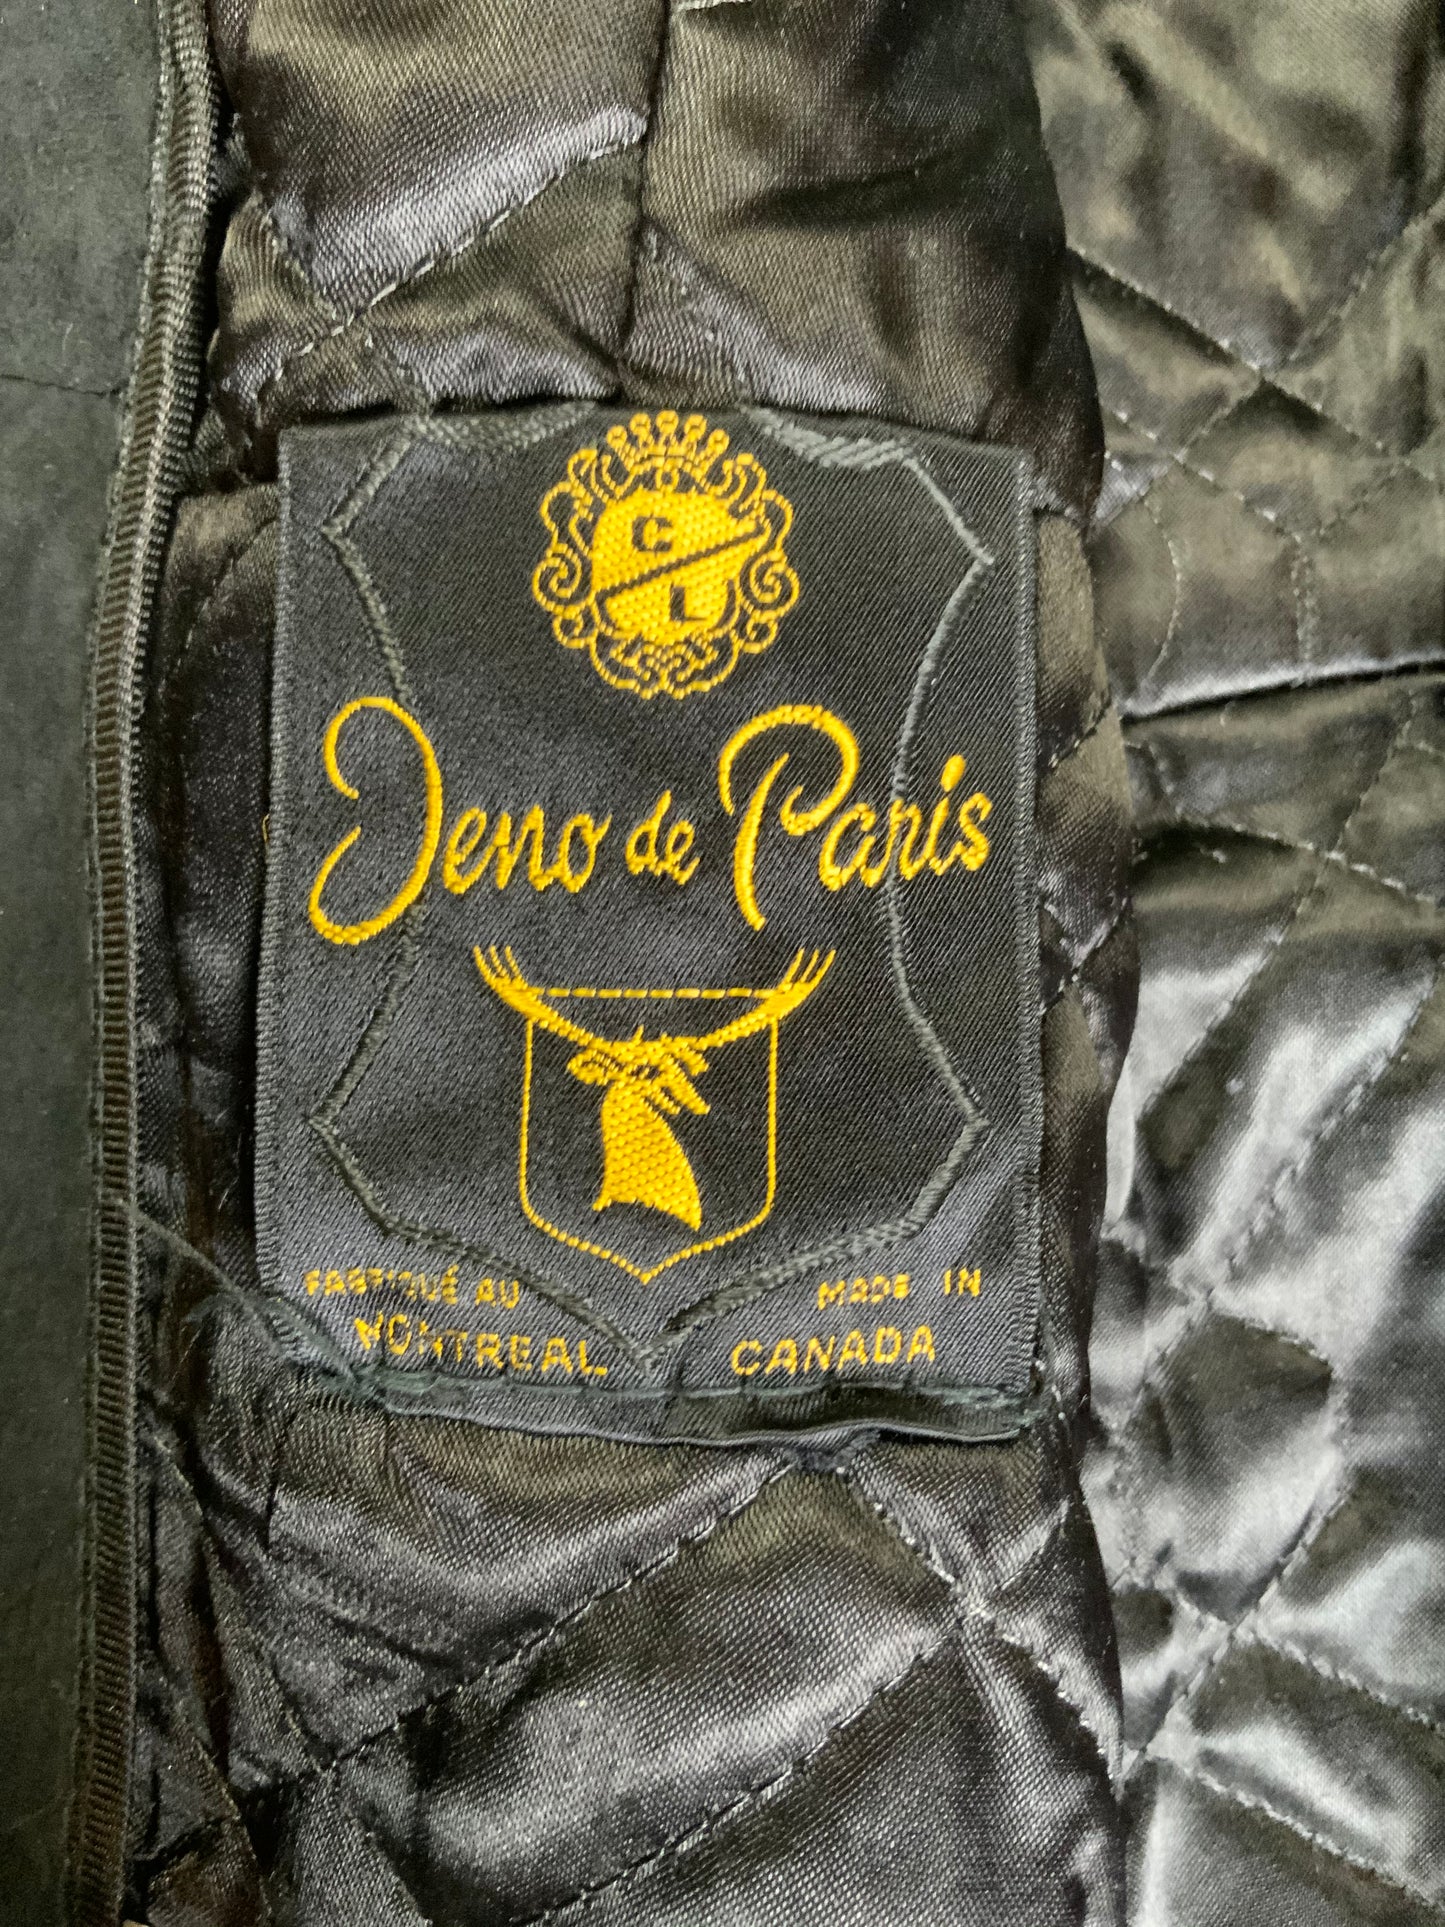 C
L
Jeno de Paris
FABRIQUÉ AU MADE IN
MONTREAL CANADA